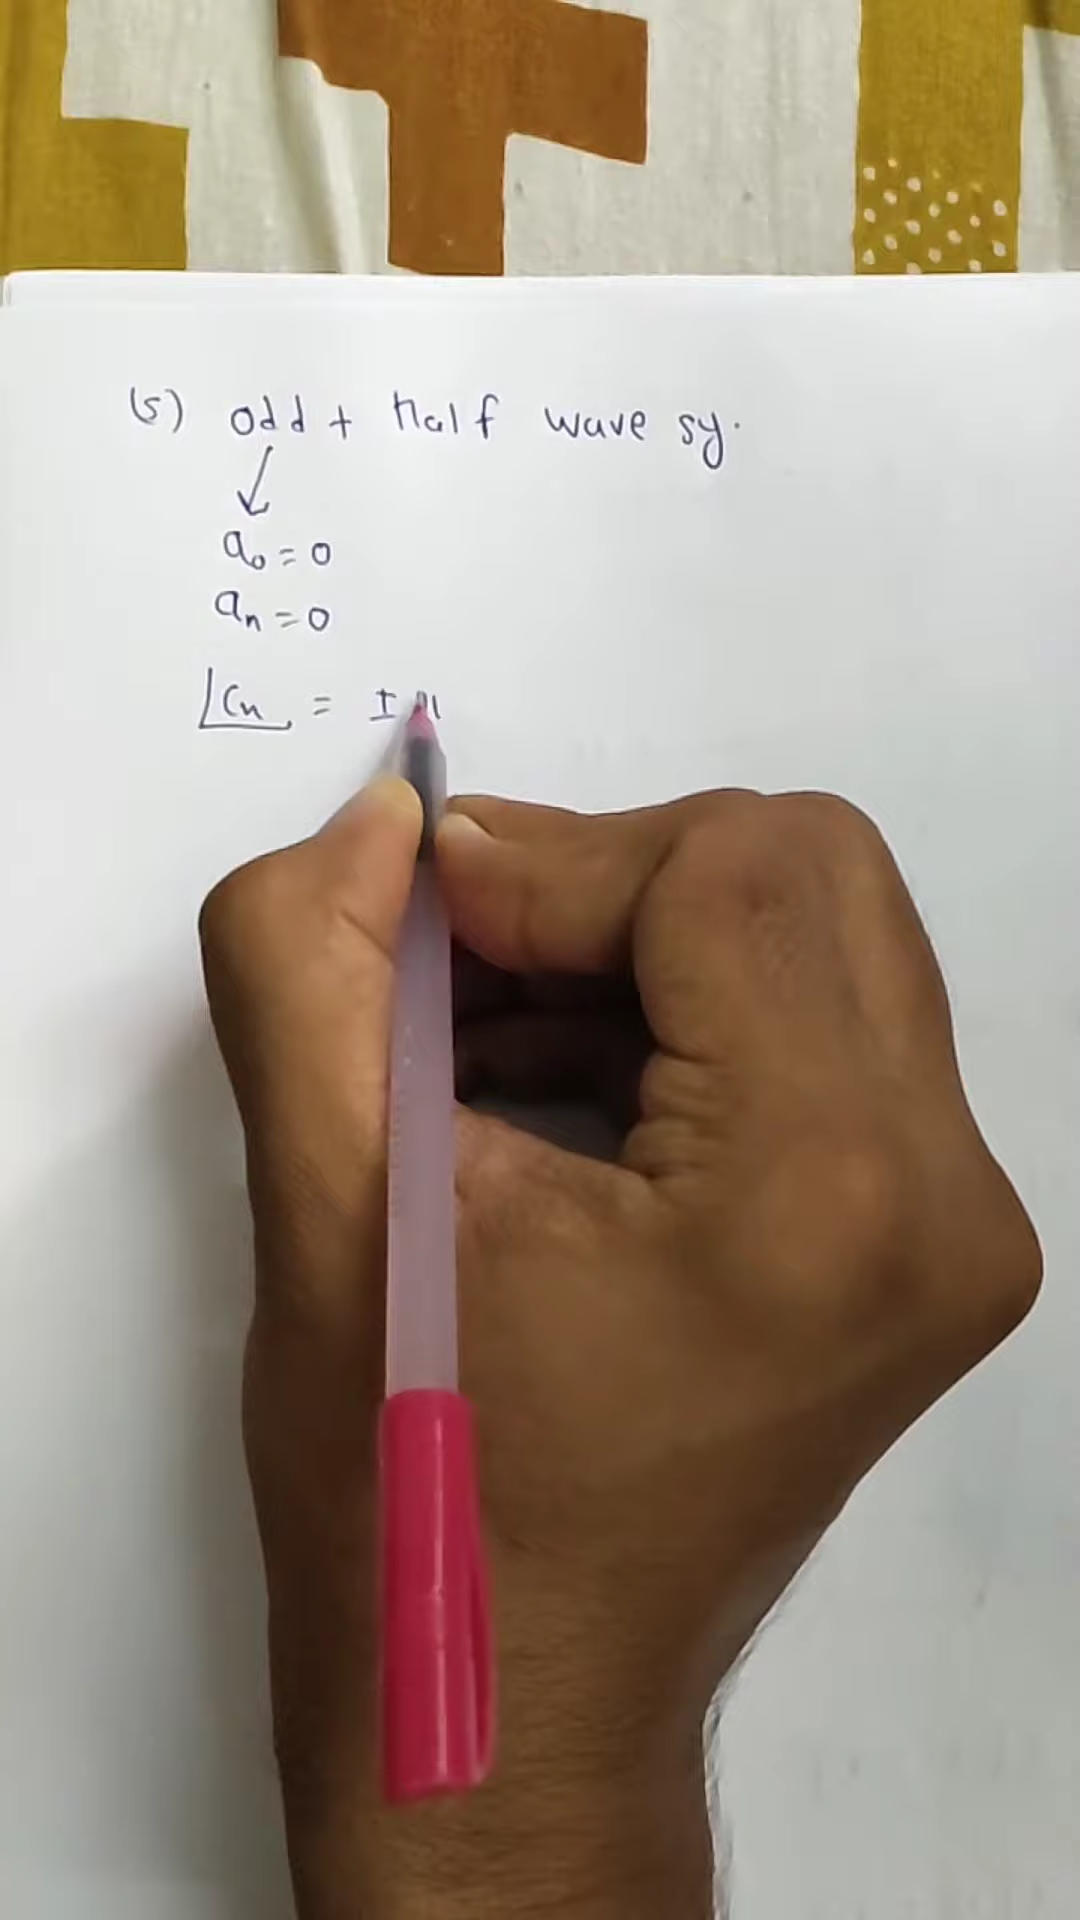 (5) odd + Half wave sy.
↓
a₀ = 0
aₙ = 0
∠Cₙ = ±